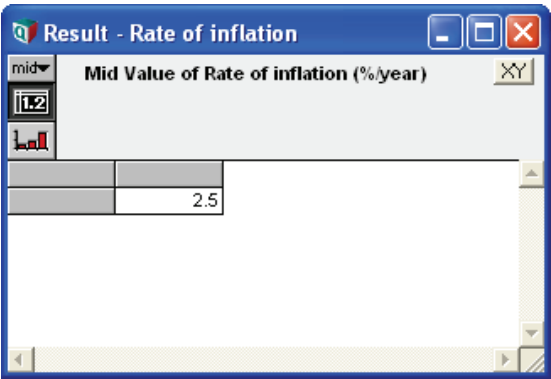 Result - Rate of inflation
mid
Mid Value of Rate of inflation (%/year)
XY
1.2
2.5